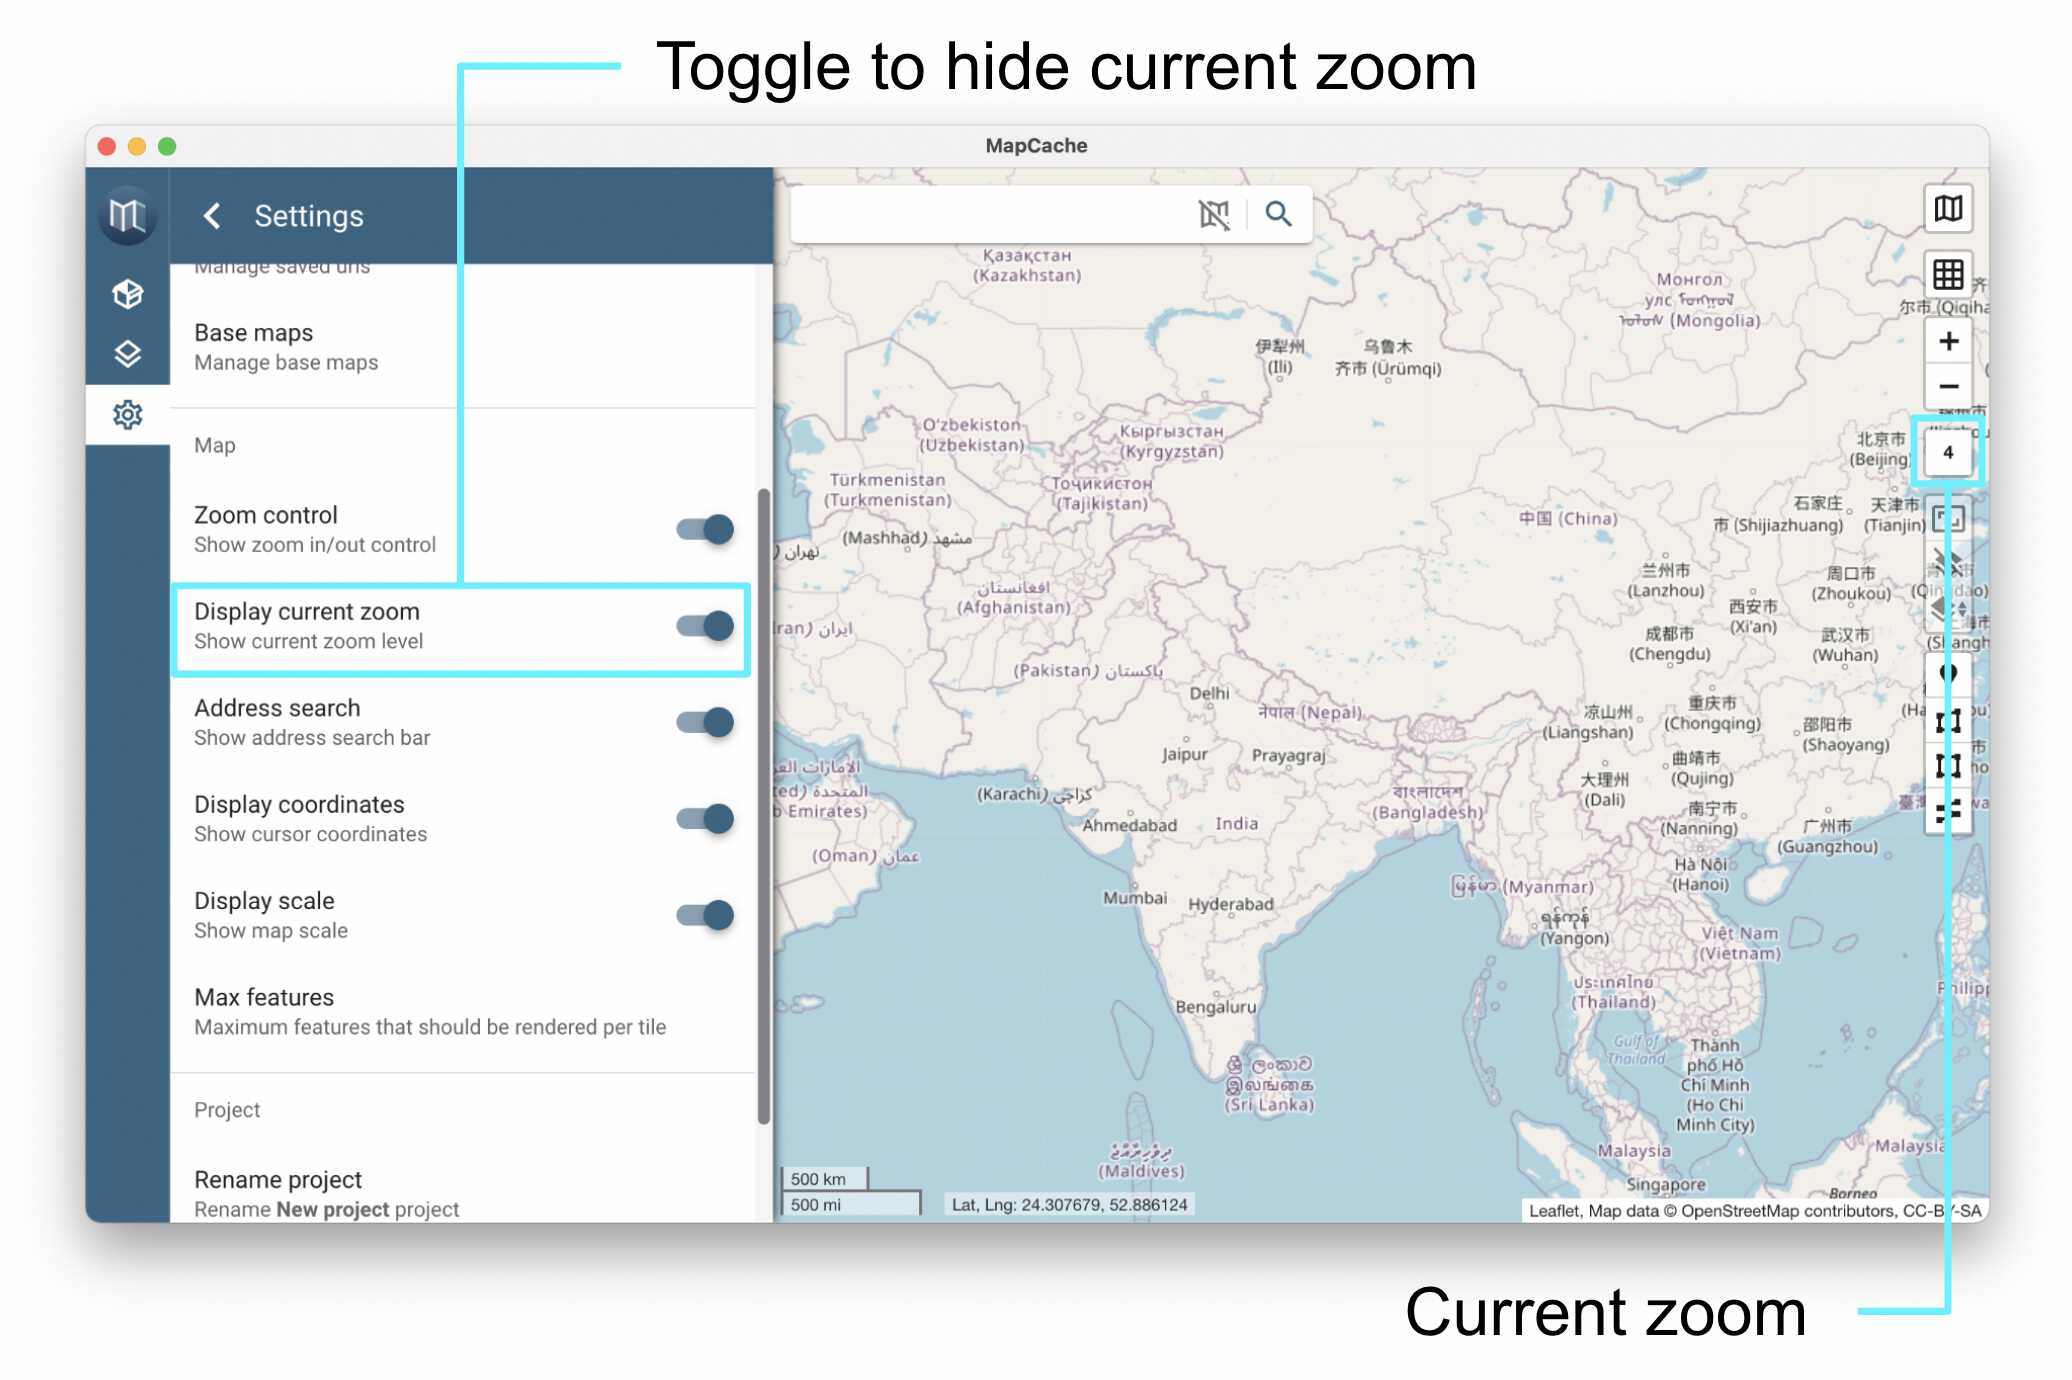 Toggle to hide current zoom
MapCache
Settings
Manage saved urls
Base maps
Manage base maps
Map
Zoom control
Show zoom in/out control
Display current zoom
Show current zoom level
Address search
Show address search bar
Display coordinates
Show cursor coordinates
Display scale
Show map scale
Max features
Maximum features that should be rendered per tile
Project
Rename project
Rename New project project
Қазақстан
(Kazakhstan)
Монгол
улс
(Mongolia)
尔市 (Qiqiha
伊犁州
(Ili)
乌鲁木
齐市 (Ürümqi)
O'zbekiston
(Uzbekistan)
Кыргызстан
(Kyrgyzstan)
北京市
(Beijing)
4
Türkmenistan
(Turkmenistan)
Тоҷикистон
(Tajikistan)
中国 (China)
石家庄
市 (Shijiazhuang)
天津市
(Tianjin)
(Mashhad) مشهد
تهران
افغانستان
(Afghanistan)
Iran) ایران
兰州市
(Lanzhou)
周口市
(Zhoukou)
西安市
(Xi'an)
成都市
(Chengdu)
武汉市
(Wuhan)
(Shangh
(Pakistan) پاکستان
Delhi
नेपाल (Nepal)
凉山州
(Liangshan)
重庆市
(Chongqing)
邵阳市
(Shaoyang)
Jaipur
Prayagraj
الامارات الع
المتحدة
b Emirates)
(Karachi) کراچی
বাংলাদেশ
(Bangladesh)
大理州
(Dali)
曲靖市
(Qujing)
Ahmedabad
India
南宁市
(Nanning)
广州市
(Guangzhou)
(Oman) عمان
Hà Nội
(Hanoi)
Mumbai
Hyderabad
မြန်မာ (Myanmar)
ရန်ကုန်
(Yangon)
Việt Nam
(Vietnam)
ประเทศไทย
(Thailand)
Philipp
Bengaluru
Gulf of
Thailand
Thành
phố Hồ
Chí Minh
(Ho Chi
Minh City)
ශ්‍රී ලංකාව
இலங்கை
(Sri Lanka)
(Maldives)
Malaysia
Malaysia
Singapore
Borneo
500 km
500 mi
Lat, Lng: 24.307679, 52.886124
Leaflet, Map data © OpenStreetMap contributors, CC-BY-SA
Current zoom